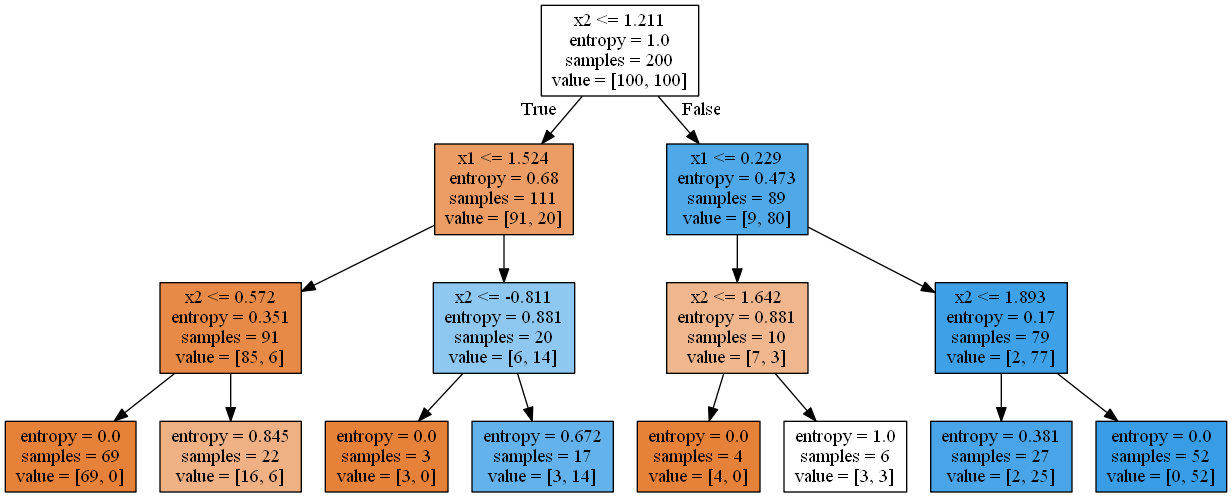 x2 <= 1.211
entropy = 1.0
samples = 200
value = [100, 100]
True
False
x1 <= 1.524
entropy = 0.68
samples = 111
value = [91, 20]
x1 <= 0.229
entropy = 0.473
samples = 89
value = [9, 80]
x2 <= 0.572
entropy = 0.351
samples = 91
value = [85, 6]
x2 <= -0.811
entropy = 0.881
samples = 20
value = [6, 14]
x2 <= 1.642
entropy = 0.881
samples = 10
value = [7, 3]
x2 <= 1.893
entropy = 0.17
samples = 79
value = [2, 77]
entropy = 0.0
samples = 69
value = [69, 0]
entropy = 0.845
samples = 22
value = [16, 6]
entropy = 0.0
samples = 3
value = [3, 0]
entropy = 0.672
samples = 17
value = [3, 14]
entropy = 0.0
samples = 4
value = [4, 0]
entropy = 1.0
samples = 6
value = [3, 3]
entropy = 0.381
samples = 27
value = [2, 25]
entropy = 0.0
samples = 52
value = [0, 52]